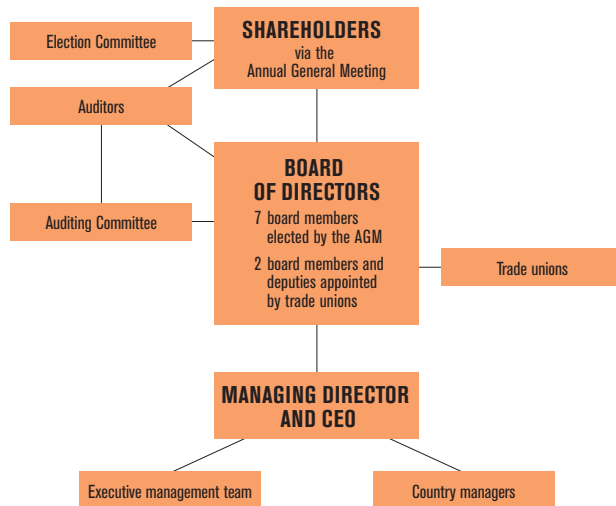 SHAREHOLDERS
via the
Annual General Meeting
Election Committee
Auditors
Auditing Committee
BOARD
OF DIRECTORS
7 board members
elected by the AGM
2 board members and
deputies appointed
by trade unions
Trade unions
MANAGING DIRECTOR
AND CEO
Executive management team
Country managers